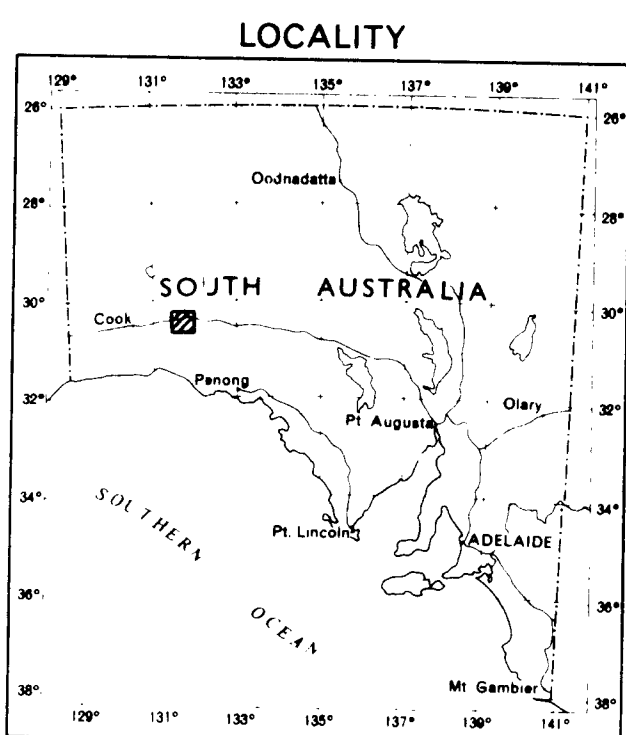 LOCALITY
129° 131° 133° 135° 137° 139° 141°
26° 26°
Oodnadatta
28° 28°
SOUTH AUSTRALIA
30° 30°
Cook
Penong
32° Olary 32°
Pt Augusta
34° 34°
SOUTHERN
Pt. Lincoln ADELAIDE
36° 36°
OCEAN
38° Mt Gambier 38°
129° 131° 133° 135° 137° 139° 141°